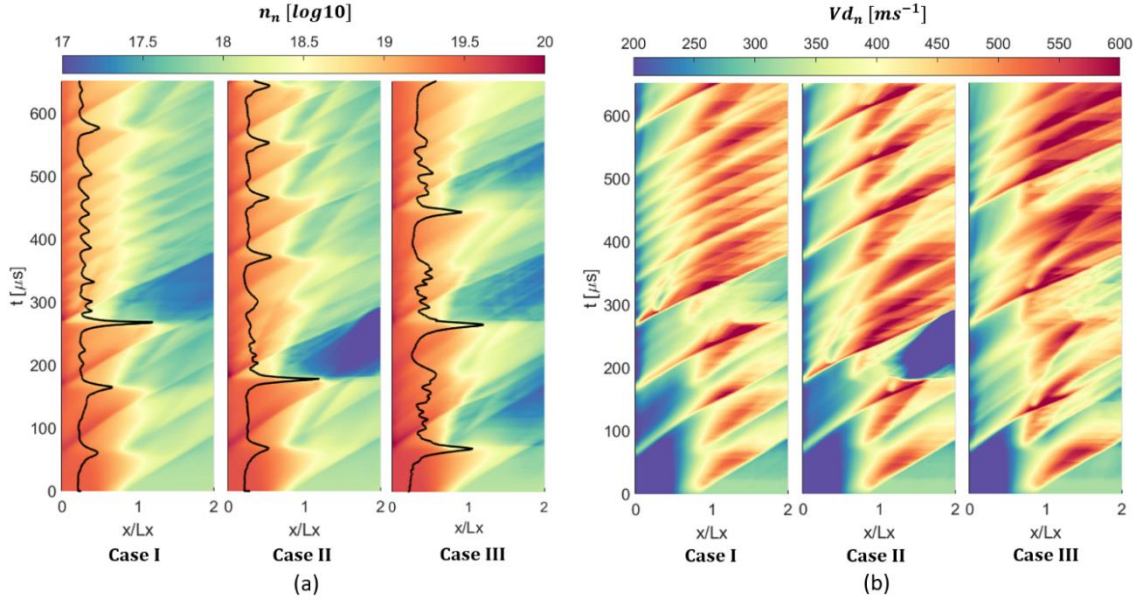 n_n [log10]
17 17.5 18 18.5 19 19.5 20
t [μs]
600
500
400
300
200
100
0
0 1 2
0 1 2
0 1 2
x/Lx x/Lx x/Lx
Case I Case II Case III
(a)
Vd_n [ms^{-1}]
200 250 300 350 400 450 500 550 600
t [μs]
600
500
400
300
200
100
0
0 1 2
0 1 2
0 1 2
x/Lx x/Lx x/Lx
Case I Case II Case III
(b)